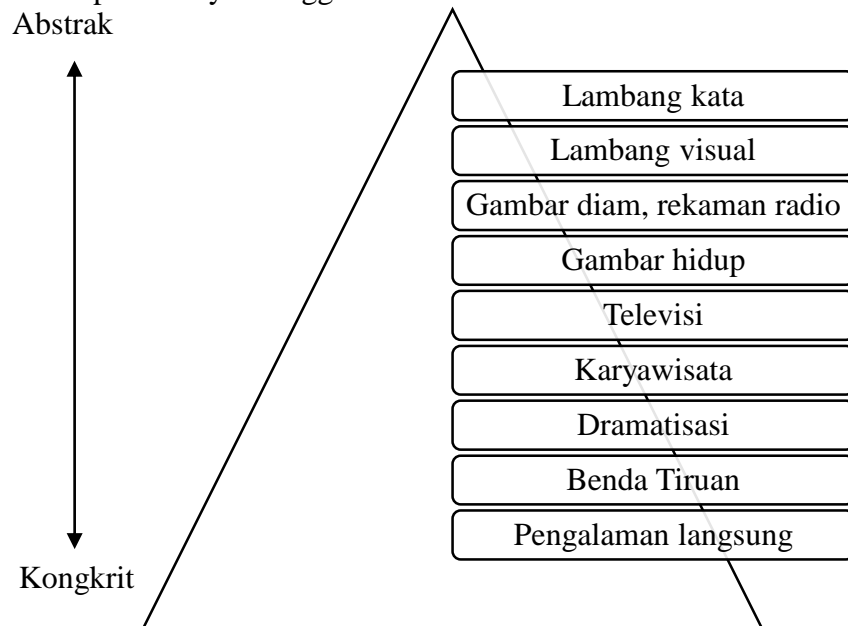 Abstrak
Lambang kata
Lambang visual
Gambar diam, rekaman radio
Gambar hidup
Televisi
Karyawisata
Dramatisasi
Benda Tiruan
Pengalaman langsung
Kongkrit